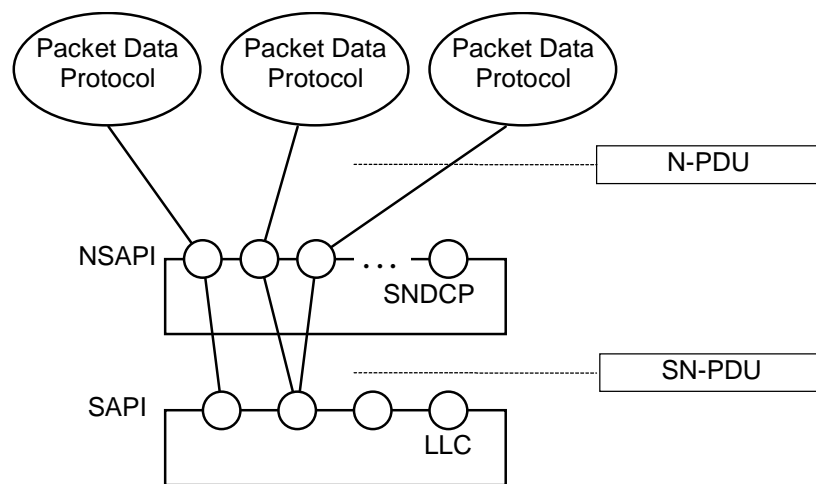 Packet Data
Protocol
Packet Data
Protocol
Packet Data
Protocol
N-PDU
NSAPI
. . .
SNDCP
SN-PDU
SAPI
LLC